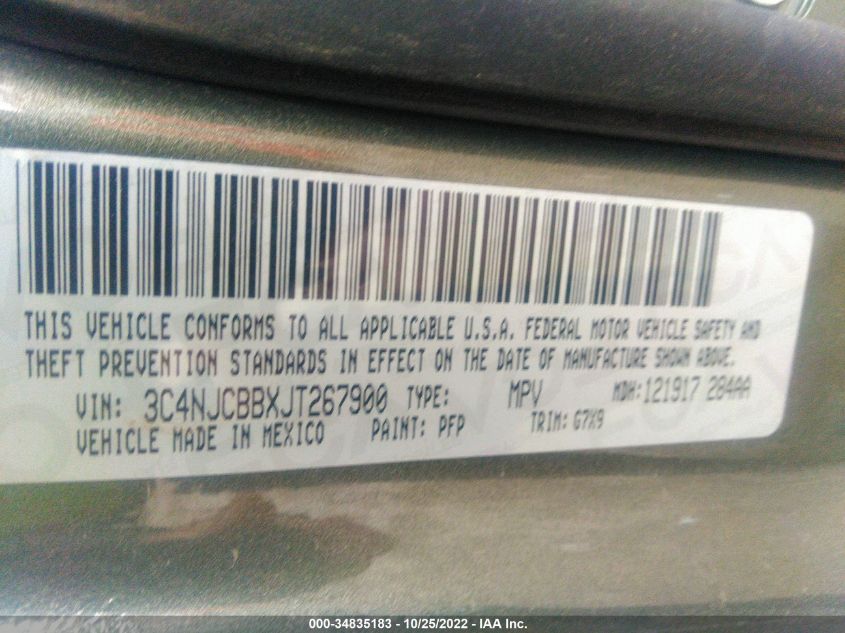 THIS VEHICLE CONFORMS TO ALL APPLICABLE U.S.A. FEDERAL MOTOR VEHICLE SAFETY AND
THEFT PREVENTION STANDARDS IN EFFECT ON THE DATE OF MANUFACTURE SHOWN ABOVE.
VIN: 3C4NJCBBXJT267900 TYPE: MPV MDH:121917 284AA
VEHICLE MADE IN MEXICO PAINT: PFP TRIM: G7X9
000-34835183 - 10/25/2022 - IAA Inc.